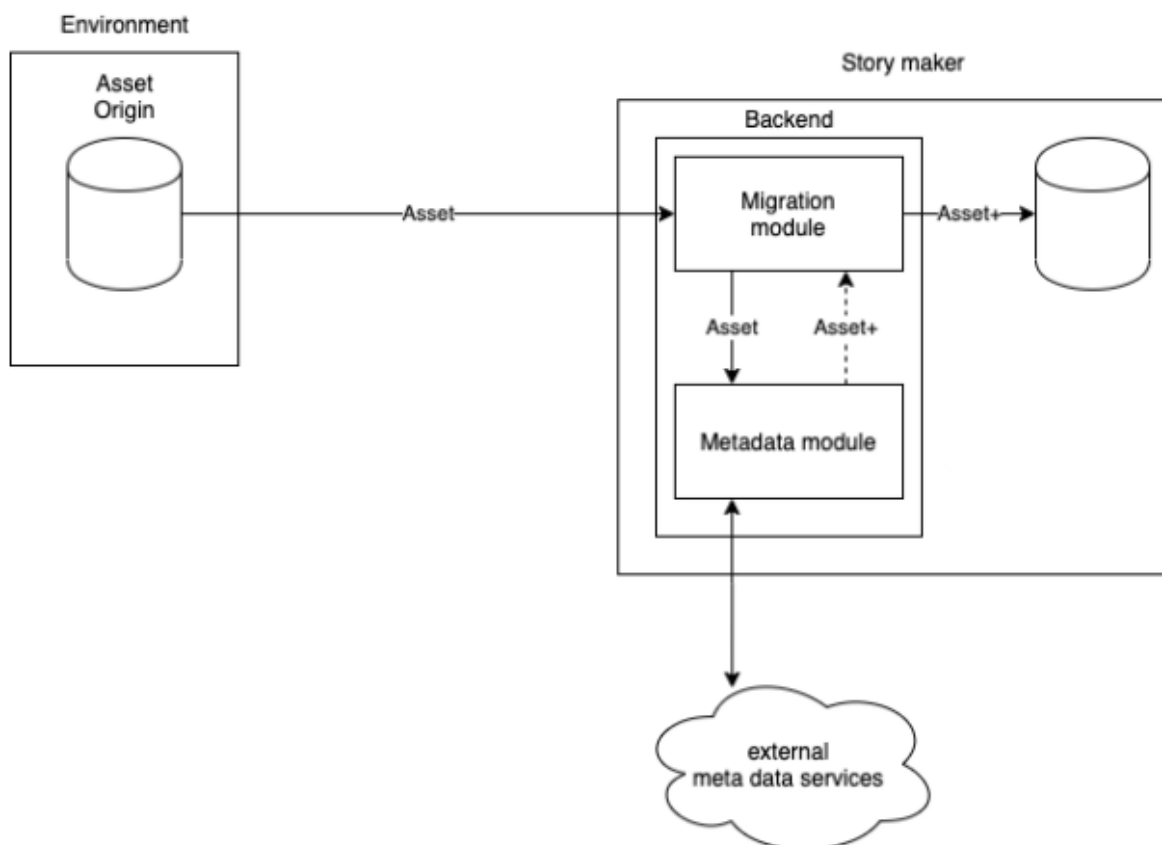 Environment
Asset
Origin
Story maker
Backend
Migration
module
Asset
Asset+
Asset
Asset+
Metadata module
external
meta data services